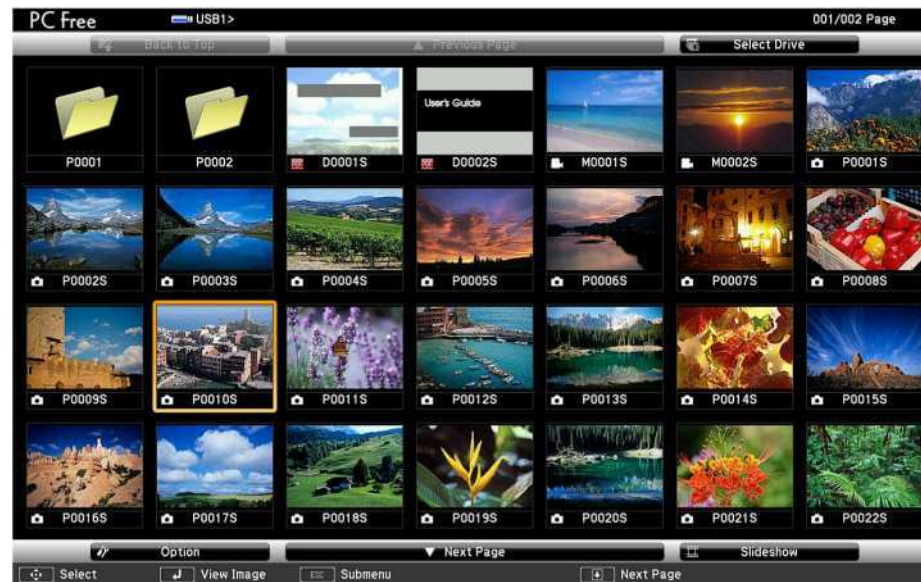 PC Free USB1> 001/002 Page
Back to Top Previous Page Select Drive
User's Guide
P0001 P0002 D0001S D0002S M0001S M0002S P0001S
P0002S P0003S P0004S P0005S P0006S P0007S P0008S
P0009S P0010S P0011S P0012S P0013S P0014S P0015S
P0016S P0017S P0018S P0019S P0020S P0021S P0022S
Option Next Page Slideshow
Select View Image Esc Submenu Next Page